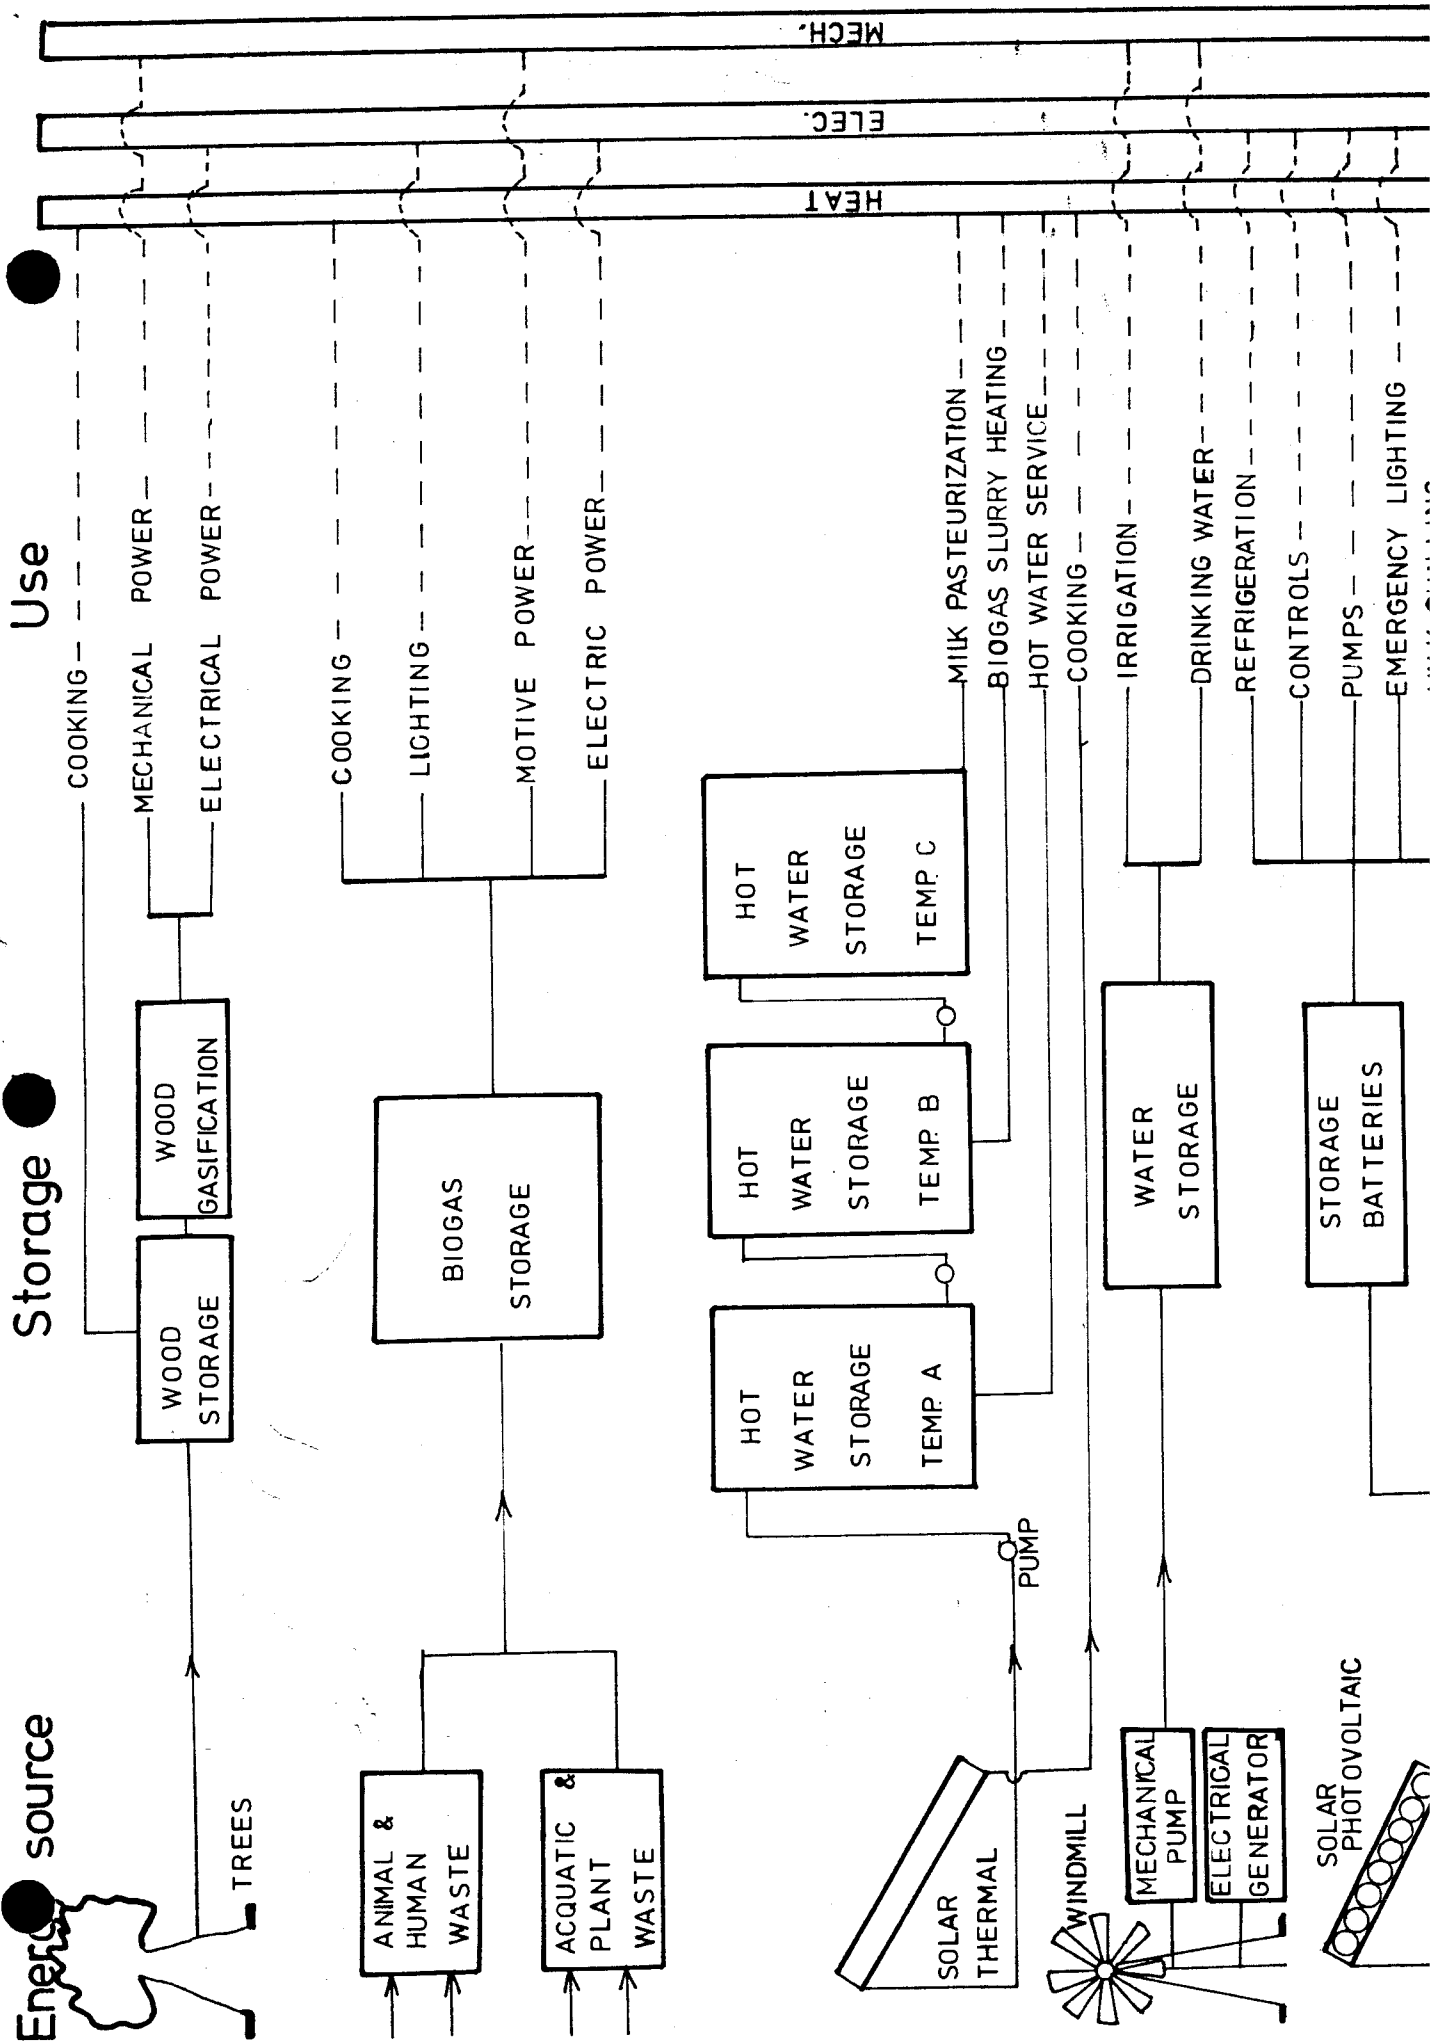 Energy source
Storage
Use
TREES
WOOD
STORAGE
WOOD
GASIFICATION
COOKING
MECHANICAL POWER
ELECTRICAL POWER
ANIMAL &
HUMAN
WASTE
ACQUATIC &
PLANT
WASTE
BIOGAS
STORAGE
COOKING
LIGHTING
MOTIVE POWER
ELECTRIC POWER
SOLAR
THERMAL
PUMP
HOT
WATER
STORAGE
TEMP. A
HOT
WATER
STORAGE
TEMP. B
HOT
WATER
STORAGE
TEMP. C
MILK PASTEURIZATION
BIOGAS SLURRY HEATING
HOT WATER SERVICE
COOKING
WINDMILL
MECHANICAL
PUMP
ELECTRICAL
GENERATOR
WATER
STORAGE
IRRIGATION
DRINKING WATER
SOLAR
PHOTOVOLTAIC
STORAGE
BATTERIES
REFRIGERATION
CONTROLS
PUMPS
EMERGENCY LIGHTING
HEAT
ELEC.
MECH.